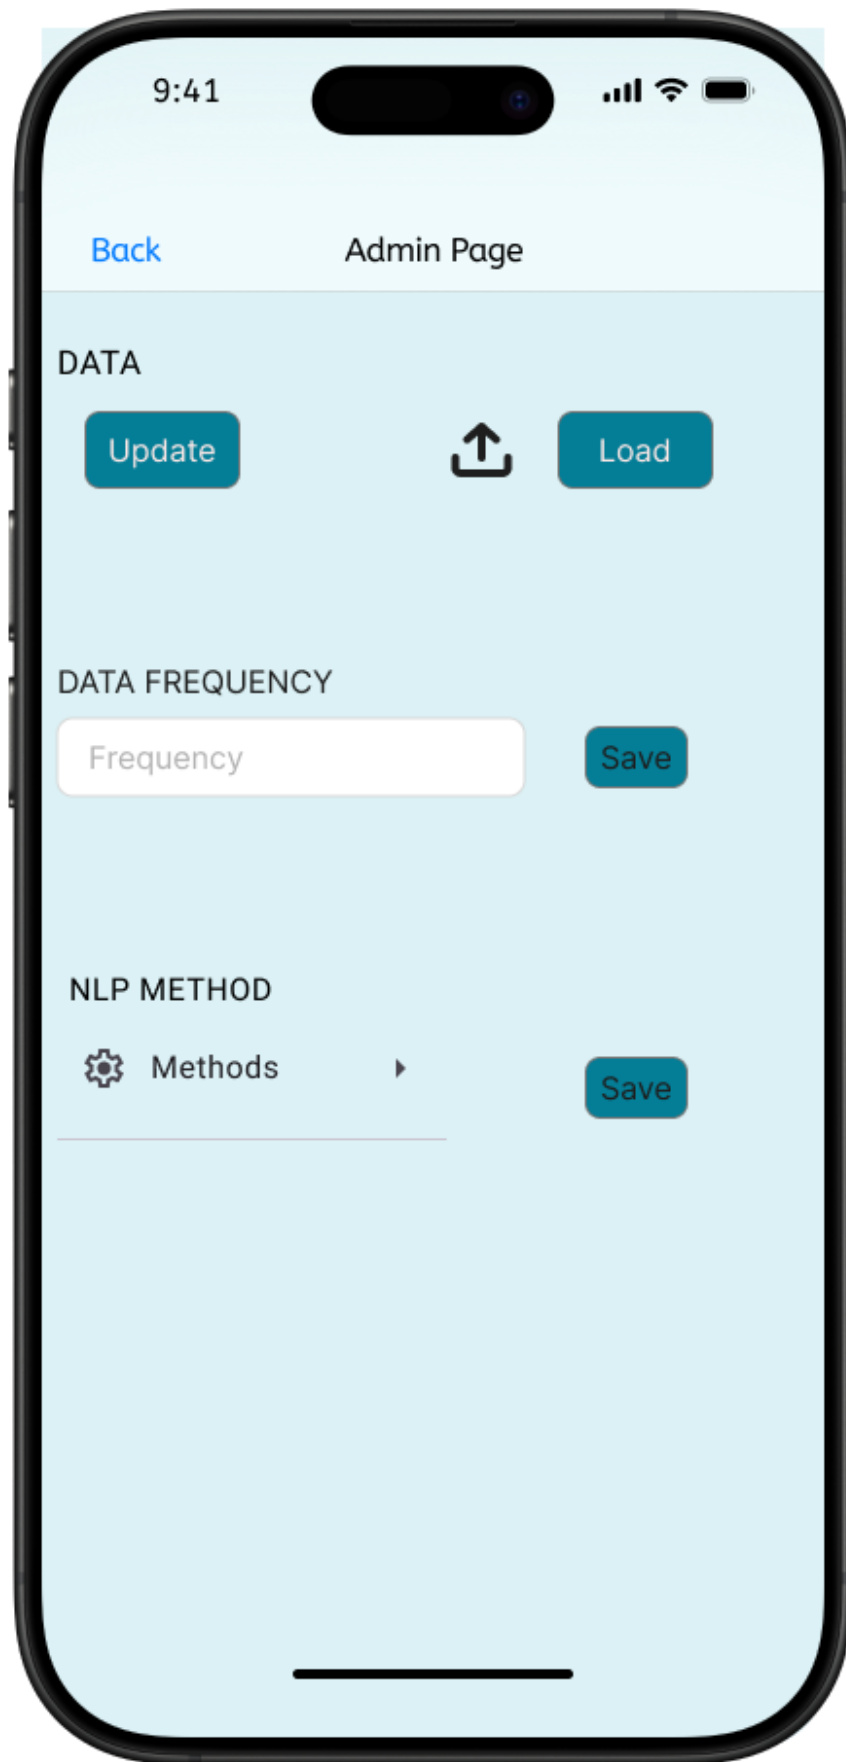 9:41
Back Admin Page
DATA
Update Load
DATA FREQUENCY
Frequency Save
NLP METHOD
Methods
Save